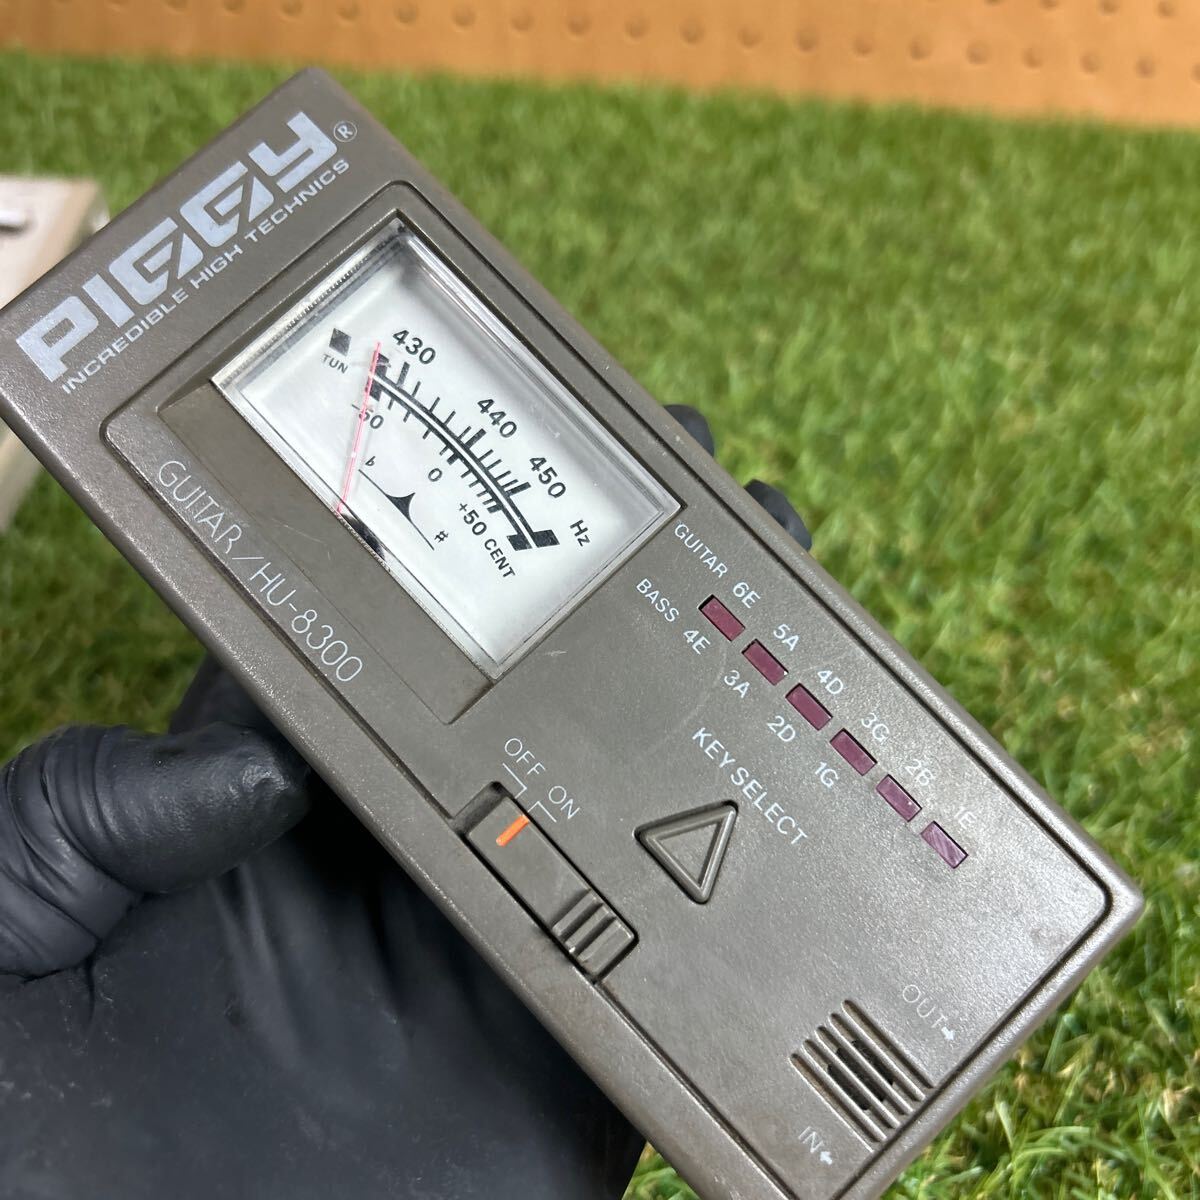 PIGGY®
INCREDIBLE HIGH TECHNICS
GUITAR/HU-8300
430 440 450 Hz
TUN
-50 0 +50 CENT
♭ ♯
GUITAR 6E 5A 4D 3G 2B 1E
BASS 4E 3A 2D 1G
KEY SELECT
OFF ON
OUT→
IN←